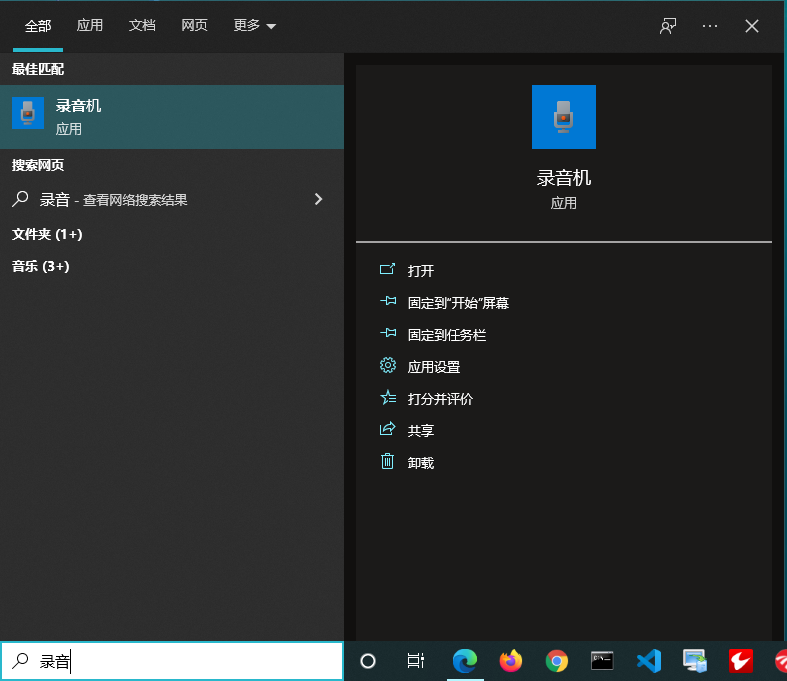 全部 应用 文档 网页 更多
最佳匹配
录音机
应用
搜索网页
录音 - 查看网络搜索结果
文件夹 (1+)
音乐 (3+)
录音机
应用
打开
固定到"开始"屏幕
固定到任务栏
应用设置
打分并评价
共享
卸载
录音